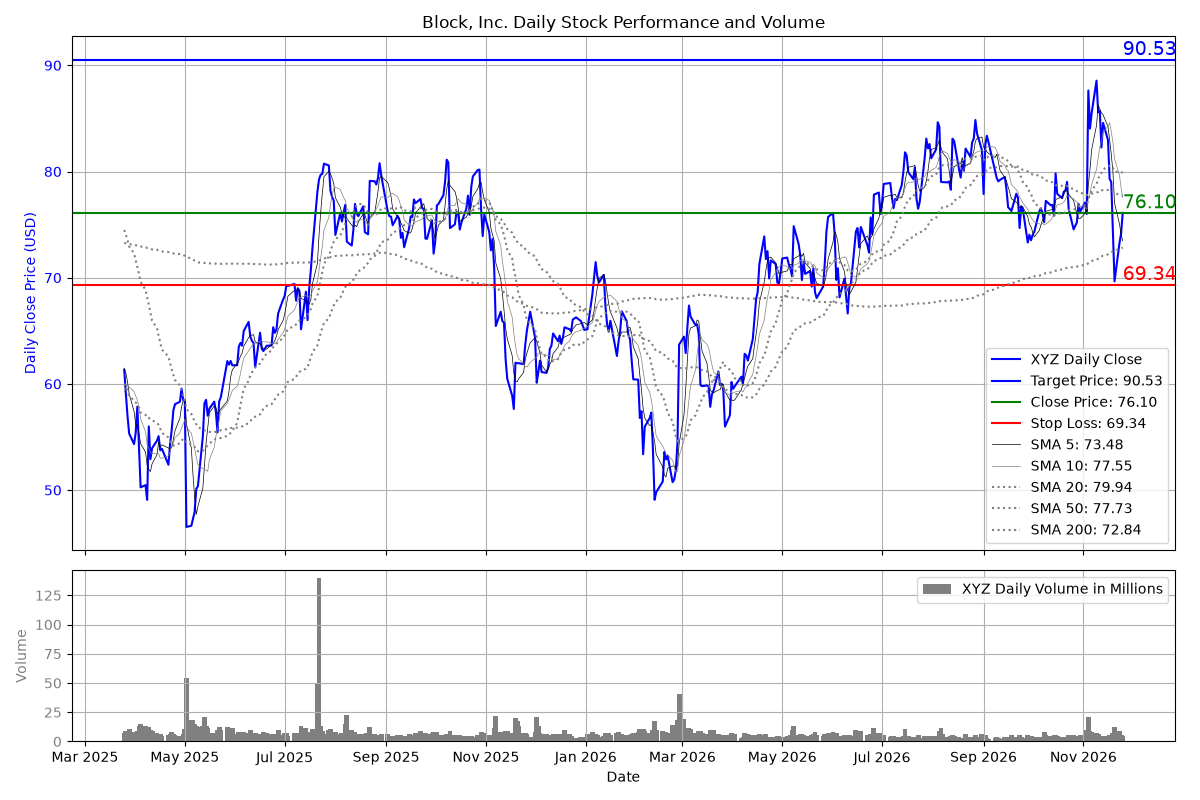 Block, Inc. Daily Stock Performance and Volume
Daily Close Price (USD)
90
80
70
60
50
90.53
76.10
69.34
XYZ Daily Close
Target Price: 90.53
Close Price: 76.10
Stop Loss: 69.34
SMA 5: 73.48
SMA 10: 77.55
SMA 20: 79.94
SMA 50: 77.73
SMA 200: 72.84
Volume
125
100
75
50
25
0
XYZ Daily Volume in Millions
Mar 2025 May 2025 Jul 2025 Sep 2025 Nov 2025 Jan 2026 Mar 2026 May 2026 Jul 2026 Sep 2026 Nov 2026
Date